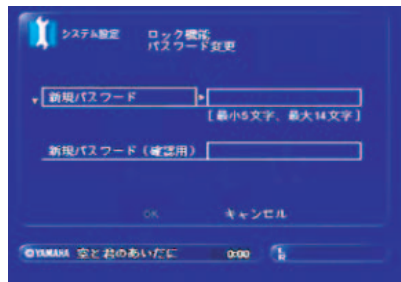 システム設定
ロック機能
パスワード変更
新規パスワード
[ 最小5文字、最大14文字 ]
新規パスワード（確認用）
OK キャンセル
©YAMAHA 空と君のあいだに 0:00